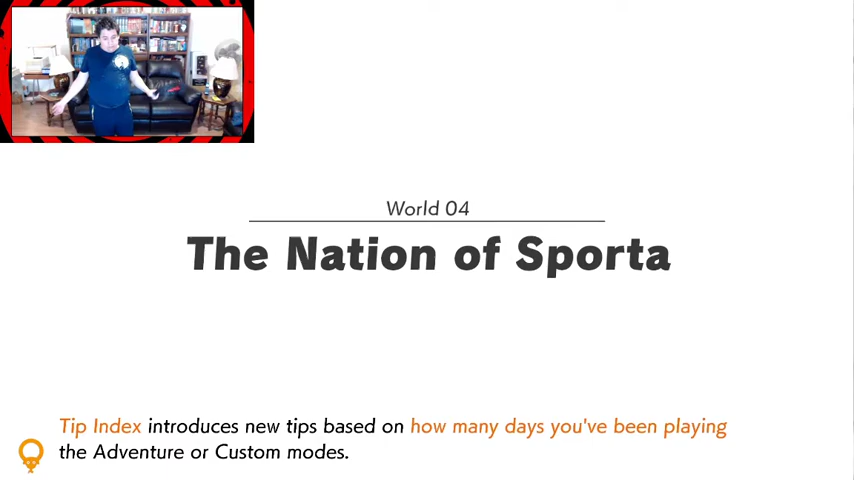 World 04
The Nation of Sporta
Tip Index introduces new tips based on how many days you've been playing
the Adventure or Custom modes.